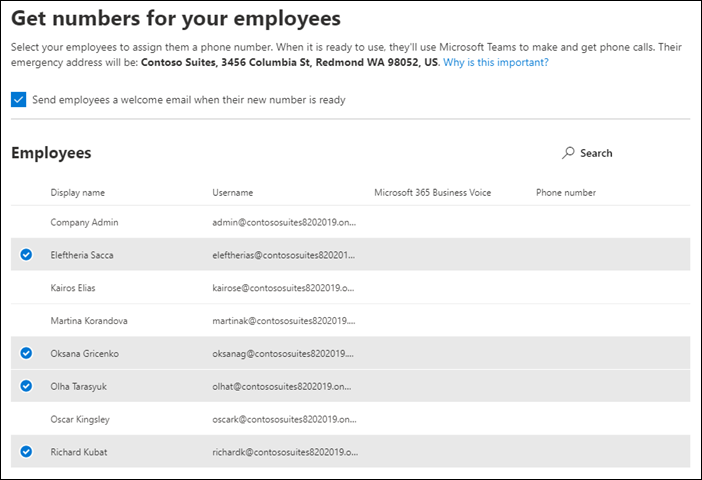 Get numbers for your employees
Select your employees to assign them a phone number. When it is ready to use, they'll use Microsoft Teams to make and get phone calls. Their
emergency address will be: Contoso Suites, 3456 Columbia St, Redmond WA 98052, US. Why is this important?
Send employees a welcome email when their new number is ready
Employees Search
Display name Username Microsoft 365 Business Voice Phone number
Company Admin admin@contososuites8202019.on...
Eleftheria Sacca eleftherias@contososuites820201...
Kairos Elias kairose@contososuites8202019.o...
Martina Korandova martinak@contososuites8202019....
Oksana Gricenko oksanag@contososuites8202019....
Olha Tarasyuk olhat@contososuites8202019.on...
Oscar Kingsley oscark@contososuites8202019.on...
Richard Kubat richardk@contososuites8202019.o...